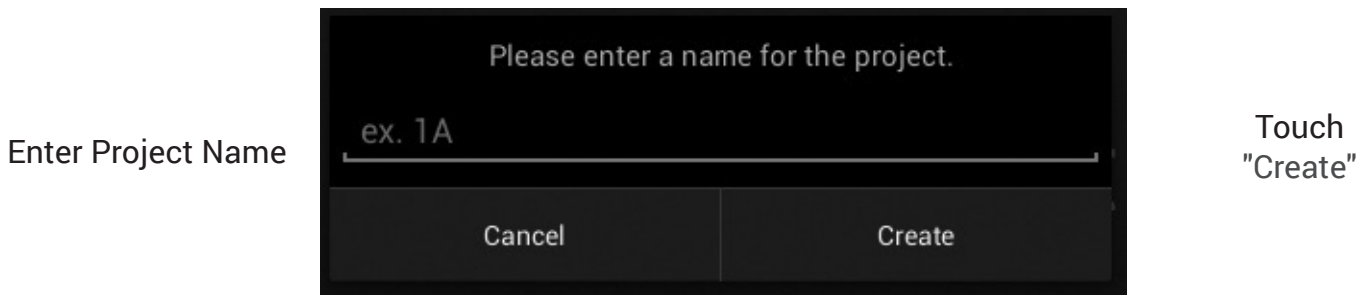 Please enter a name for the project.
Enter Project Name
ex. 1A
Touch
"Create"
Cancel
Create